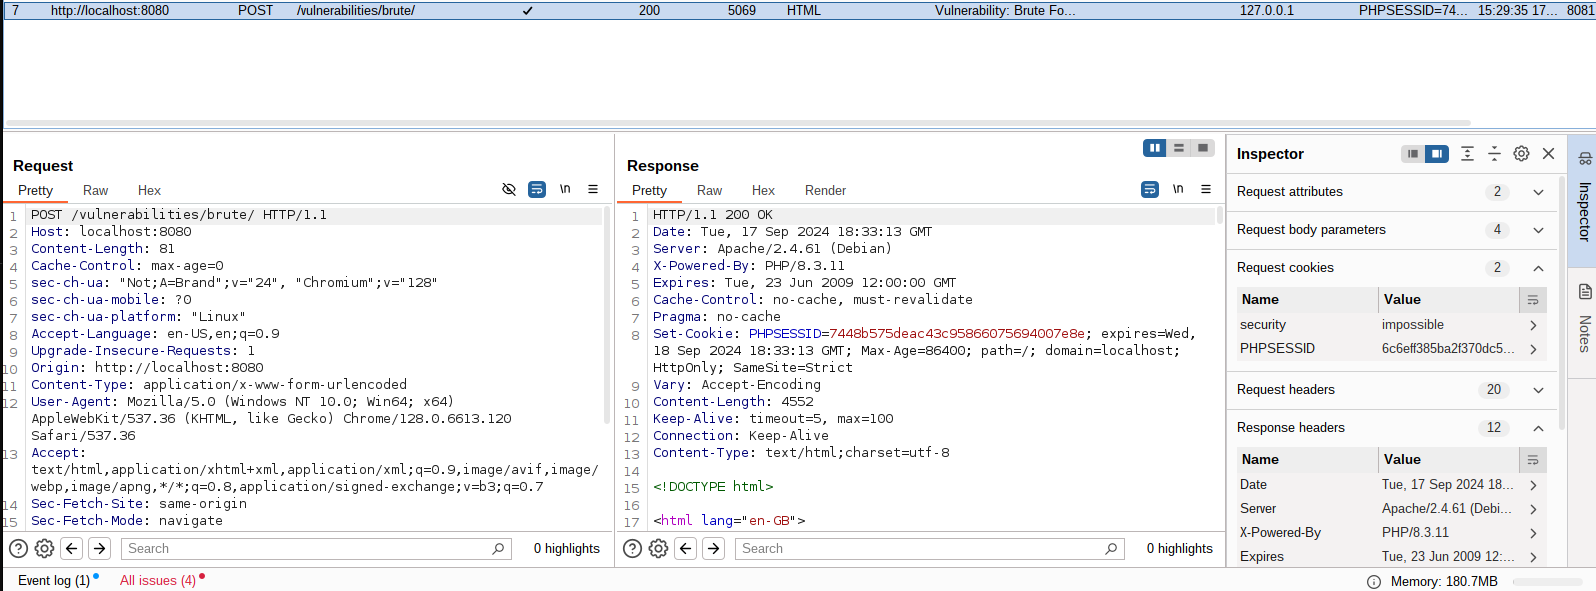 7 http://localhost:8080 POST /vulnerabilities/brute/ 200 5069 HTML Vulnerability: Brute Fo... 127.0.0.1 PHPSESSID=74... 15:29:35 17... 8081
Request
Pretty Raw Hex \n
1 POST /vulnerabilities/brute/ HTTP/1.1
2 Host: localhost:8080
3 Content-Length: 81
4 Cache-Control: max-age=0
5 sec-ch-ua: "Not;A=Brand";v="24", "Chromium";v="128"
6 sec-ch-ua-mobile: ?0
7 sec-ch-ua-platform: "Linux"
8 Accept-Language: en-US,en;q=0.9
9 Upgrade-Insecure-Requests: 1
10 Origin: http://localhost:8080
11 Content-Type: application/x-www-form-urlencoded
12 User-Agent: Mozilla/5.0 (Windows NT 10.0; Win64; x64)
AppleWebKit/537.36 (KHTML, like Gecko) Chrome/128.0.6613.120
Safari/537.36
13 Accept:
text/html,application/xhtml+xml,application/xml;q=0.9,image/avif,image/
webp,image/apng,*/*;q=0.8,application/signed-exchange;v=b3;q=0.7
14 Sec-Fetch-Site: same-origin
15 Sec-Fetch-Mode: navigate
Search
0 highlights
Response
Pretty Raw Hex Render \n
1 HTTP/1.1 200 OK
2 Date: Tue, 17 Sep 2024 18:33:13 GMT
3 Server: Apache/2.4.61 (Debian)
4 X-Powered-By: PHP/8.3.11
5 Expires: Tue, 23 Jun 2009 12:00:00 GMT
6 Cache-Control: no-cache, must-revalidate
7 Pragma: no-cache
8 Set-Cookie: PHPSESSID=7448b575deac43c95866075694007e8e; expires=Wed,
18 Sep 2024 18:33:13 GMT; Max-Age=86400; path=/; domain=localhost;
HttpOnly; SameSite=Strict
9 Vary: Accept-Encoding
10 Content-Length: 4552
11 Keep-Alive: timeout=5, max=100
12 Connection: Keep-Alive
13 Content-Type: text/html;charset=utf-8
14
15 <!DOCTYPE html>
16
17 <html lang="en-GB">
Search
0 highlights
Inspector
Request attributes 2
Request body parameters 4
Request cookies 2
Name Value
security impossible
PHPSESSID 6c6eff385ba2f370dc5...
Request headers 20
Response headers 12
Name Value
Date Tue, 17 Sep 2024 18...
Server Apache/2.4.61 (Debi...
X-Powered-By PHP/8.3.11
Expires Tue, 23 Jun 2009 12:...
Inspector
Notes
Event log (1) All issues (4)
Memory: 180.7MB